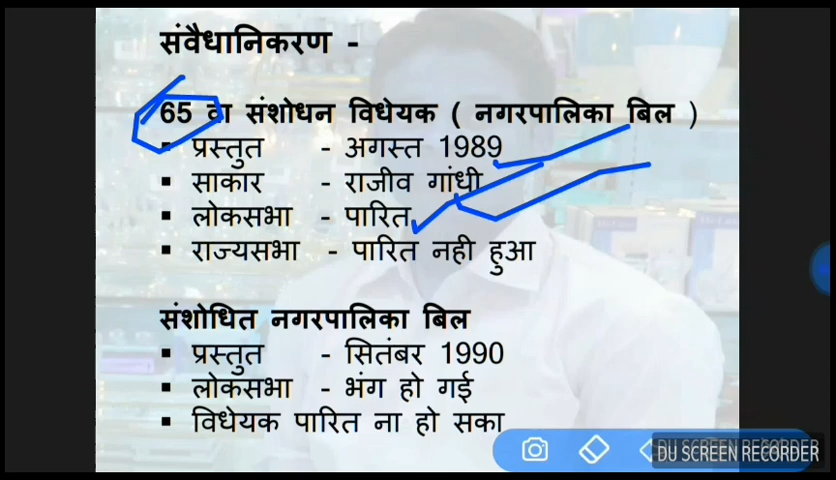 संवैधानिकरण -
65 वा संशोधन विधेयक ( नगरपालिका बिल )
▪ प्रस्तुत - अगस्त 1989
▪ साकार - राजीव गांधी
▪ लोकसभा - पारित
▪ राज्यसभा - पारित नही हुआ
संशोधित नगरपालिका बिल
▪ प्रस्तुत - सितंबर 1990
▪ लोकसभा - भंग हो गई
▪ विधेयक पारित ना हो सका
DU SCREEN RECORDER